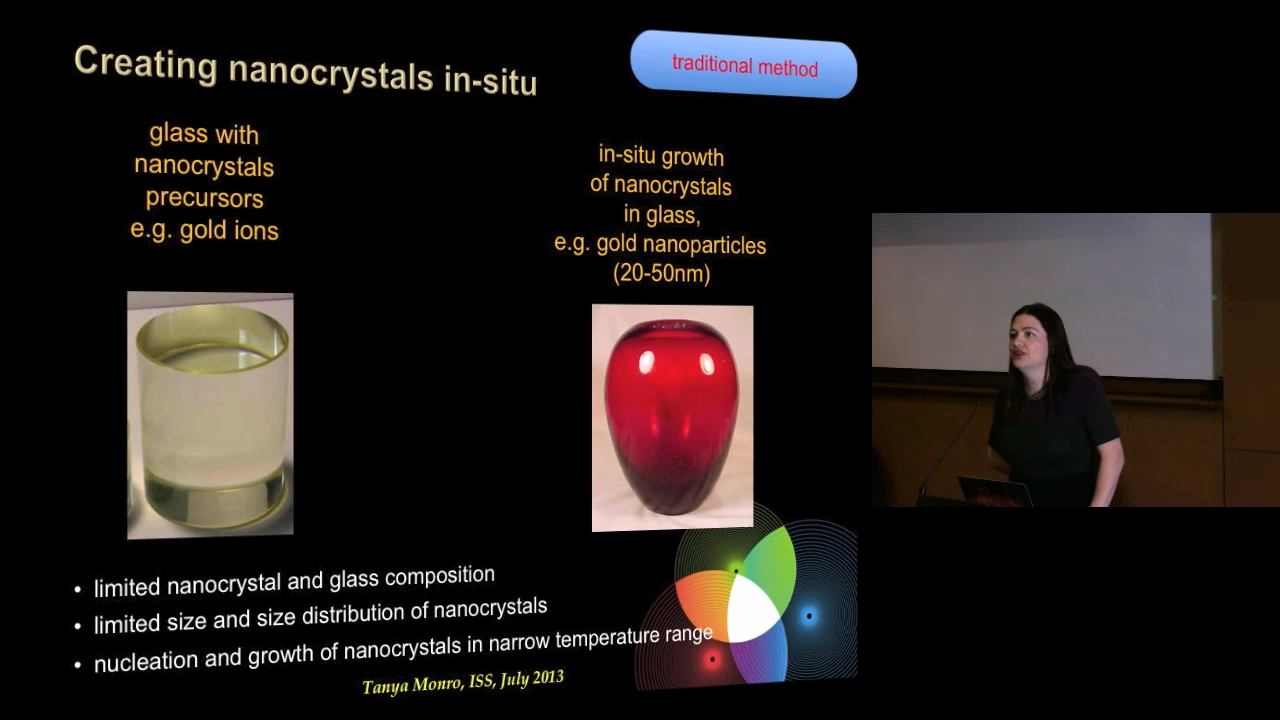 Creating nanocrystals in-situ
traditional method
glass with
nanocrystals
precursors
e.g. gold ions
in-situ growth
of nanocrystals
in glass,
e.g. gold nanoparticles
(20-50nm)
• limited nanocrystal and glass composition
• limited size and size distribution of nanocrystals
• nucleation and growth of nanocrystals in narrow temperature range
Tanya Monro, ISS, July 2013